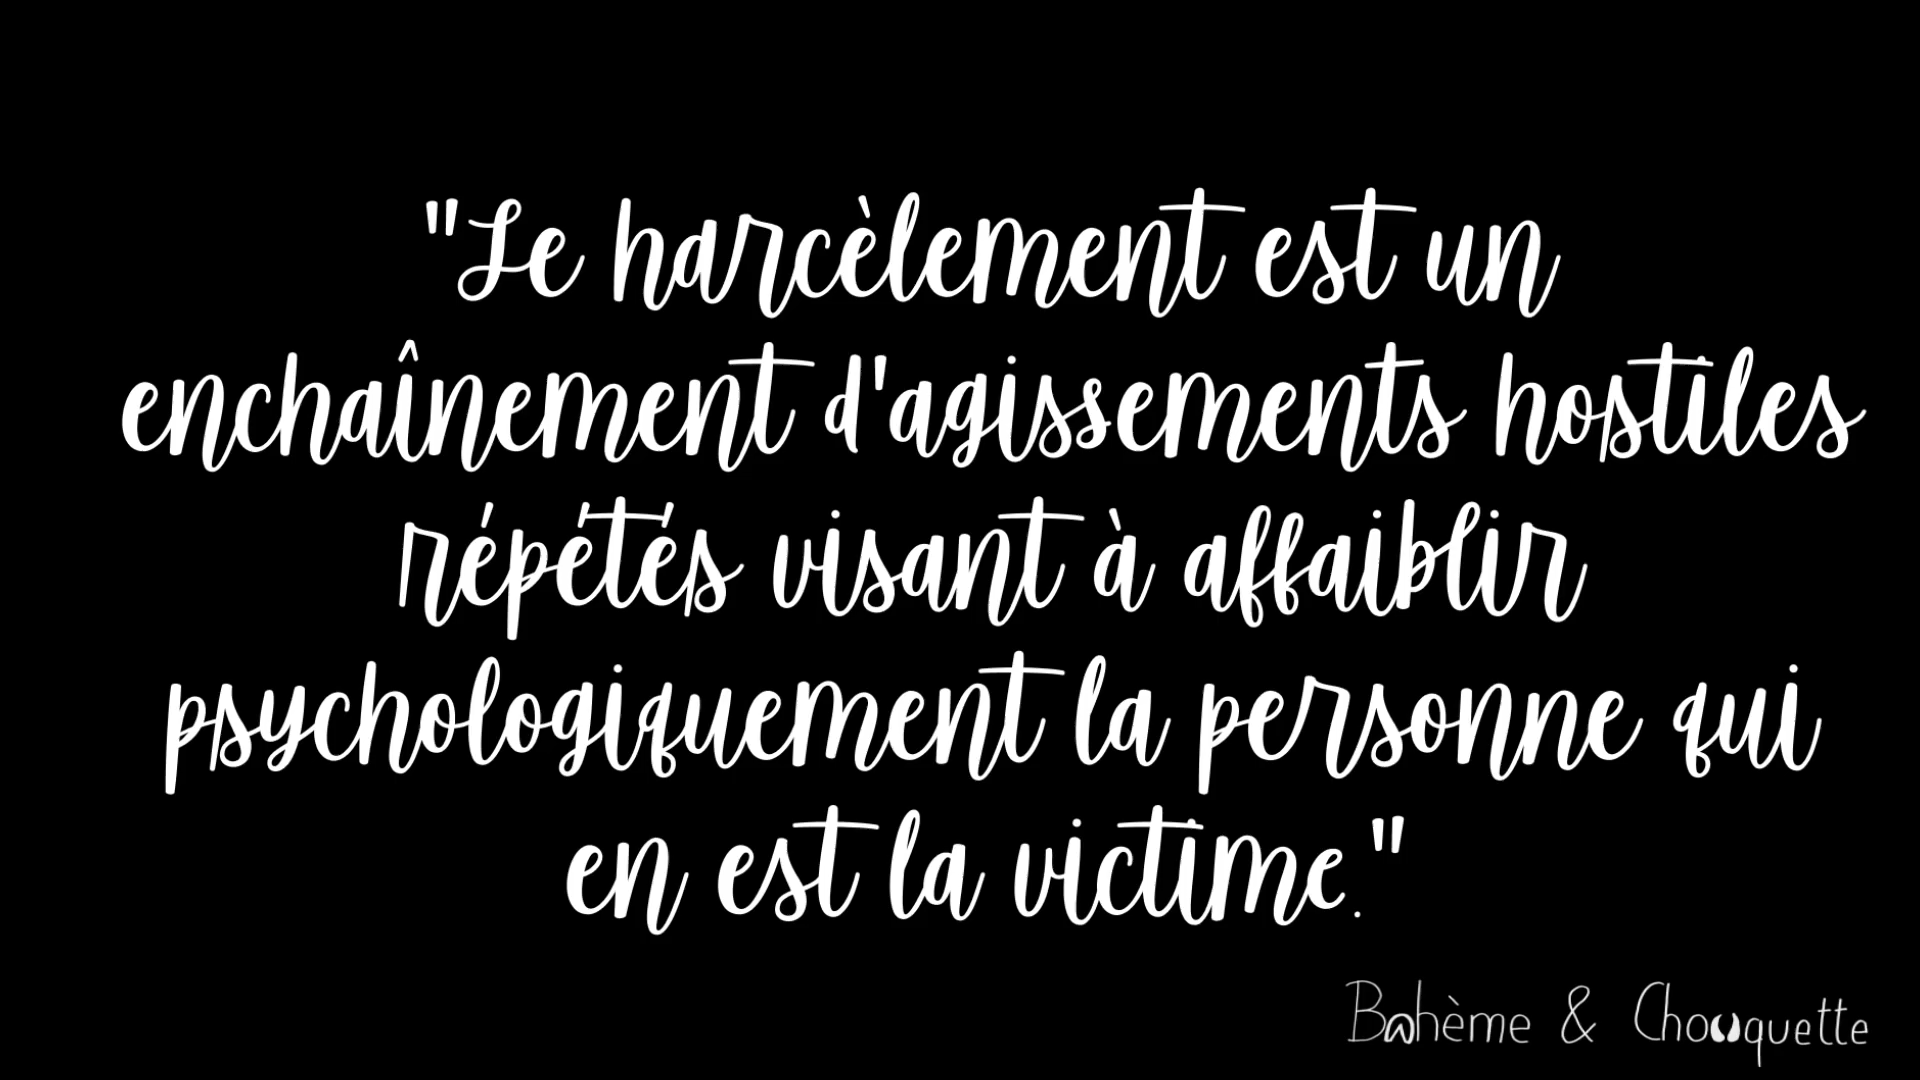 "Le harcèlement est un
enchaînement d'agissements hostiles
répétés visant à affaiblir
psychologiquement la personne qui
en est la victime."
Bohème & Chouquette